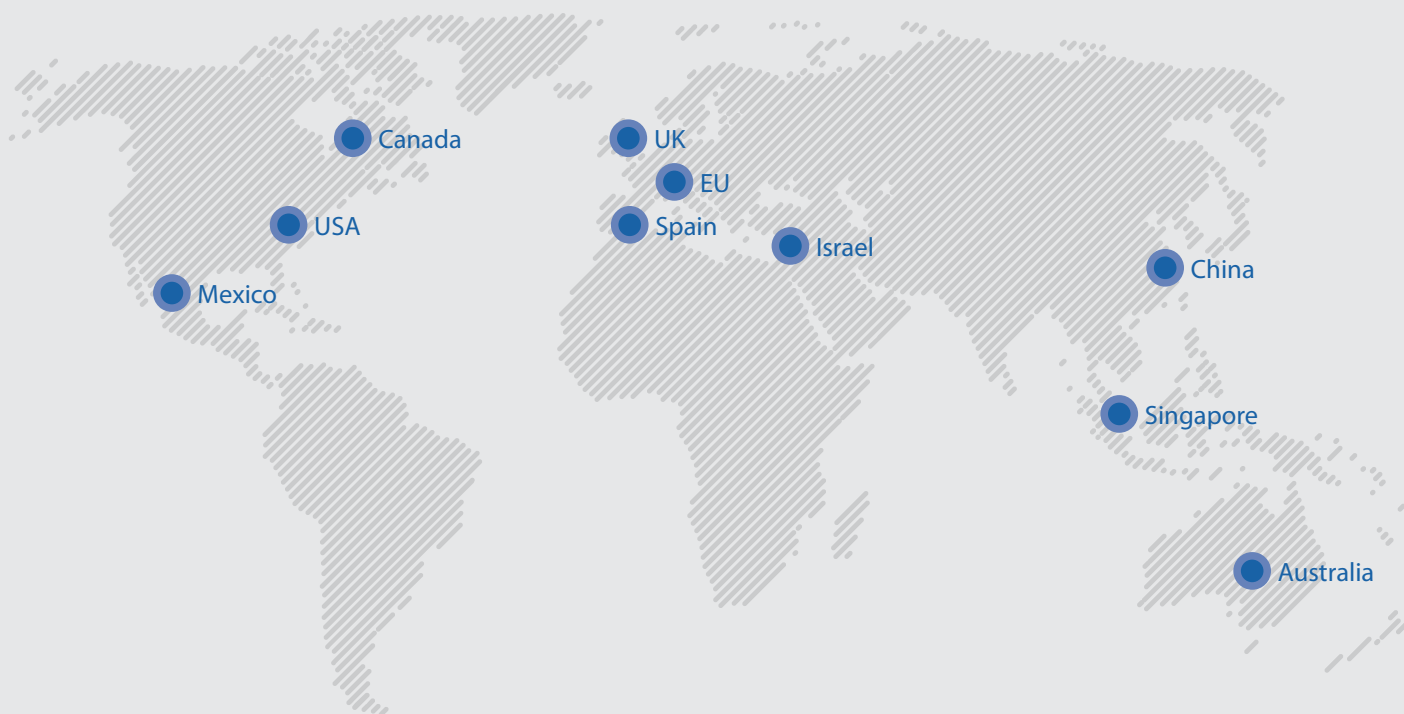 Canada
UK
EU
USA
Spain
Israel
China
Mexico
Singapore
Australia